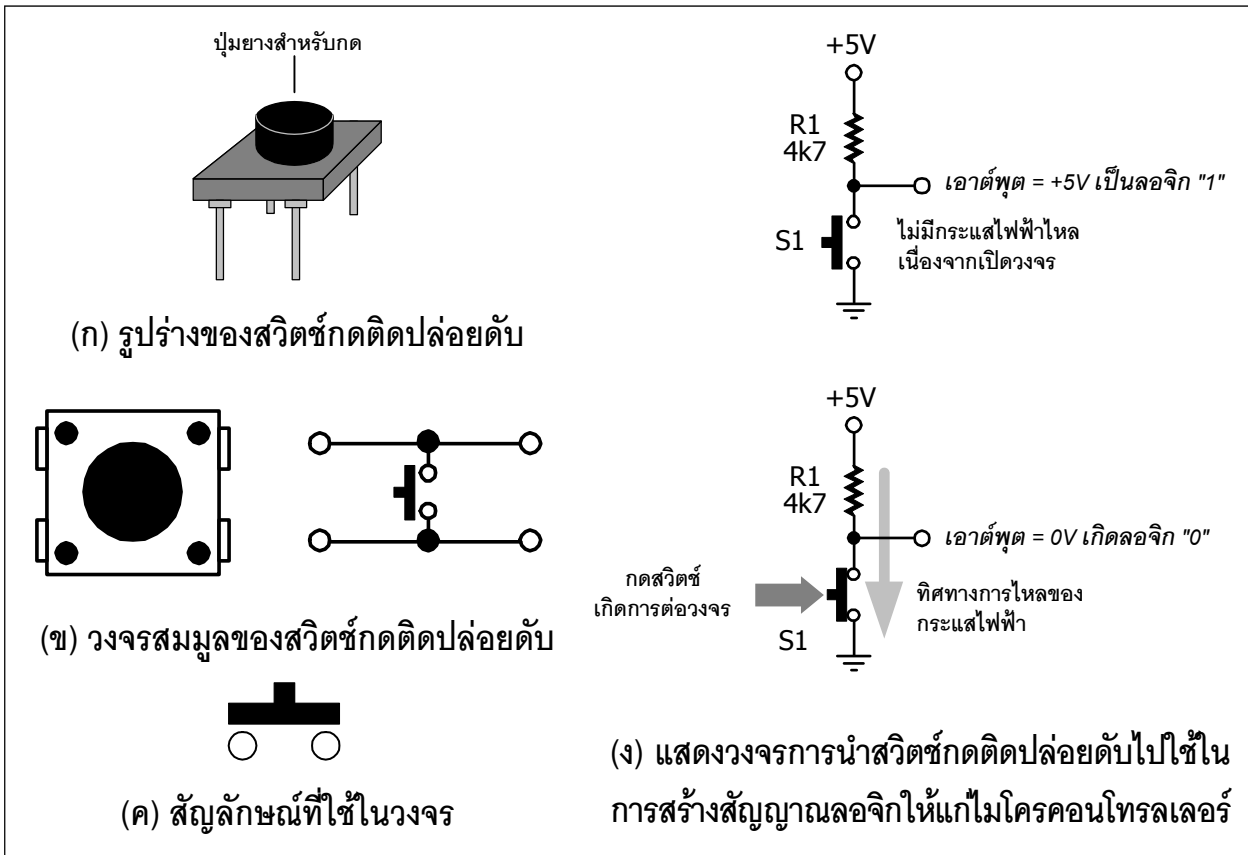 ปุ่มยางสำหรับกด
(ก) รูปร่างของสวิตช์กดติดปล่อยดับ
(ข) วงจรสมมูลของสวิตช์กดติดปล่อยดับ
(ค) สัญลักษณ์ที่ใช้ในวงจร
+5V
R1
4k7
เอาต์พุต = +5V เป็นลอจิก "1"
S1
ไม่มีกระแสไฟฟ้าไหล
เนื่องจากเปิดวงจร
+5V
R1
4k7
เอาต์พุต = 0V เกิดลอจิก "0"
กดสวิตช์
เกิดการต่อวงจร
S1
ทิศทางการไหลของ
กระแสไฟฟ้า
(ง) แสดงวงจรการนำสวิตช์กดติดปล่อยดับไปใช้ใน
การสร้างสัญญาณลอจิกให้แก่ไมโครคอนโทรลเลอร์